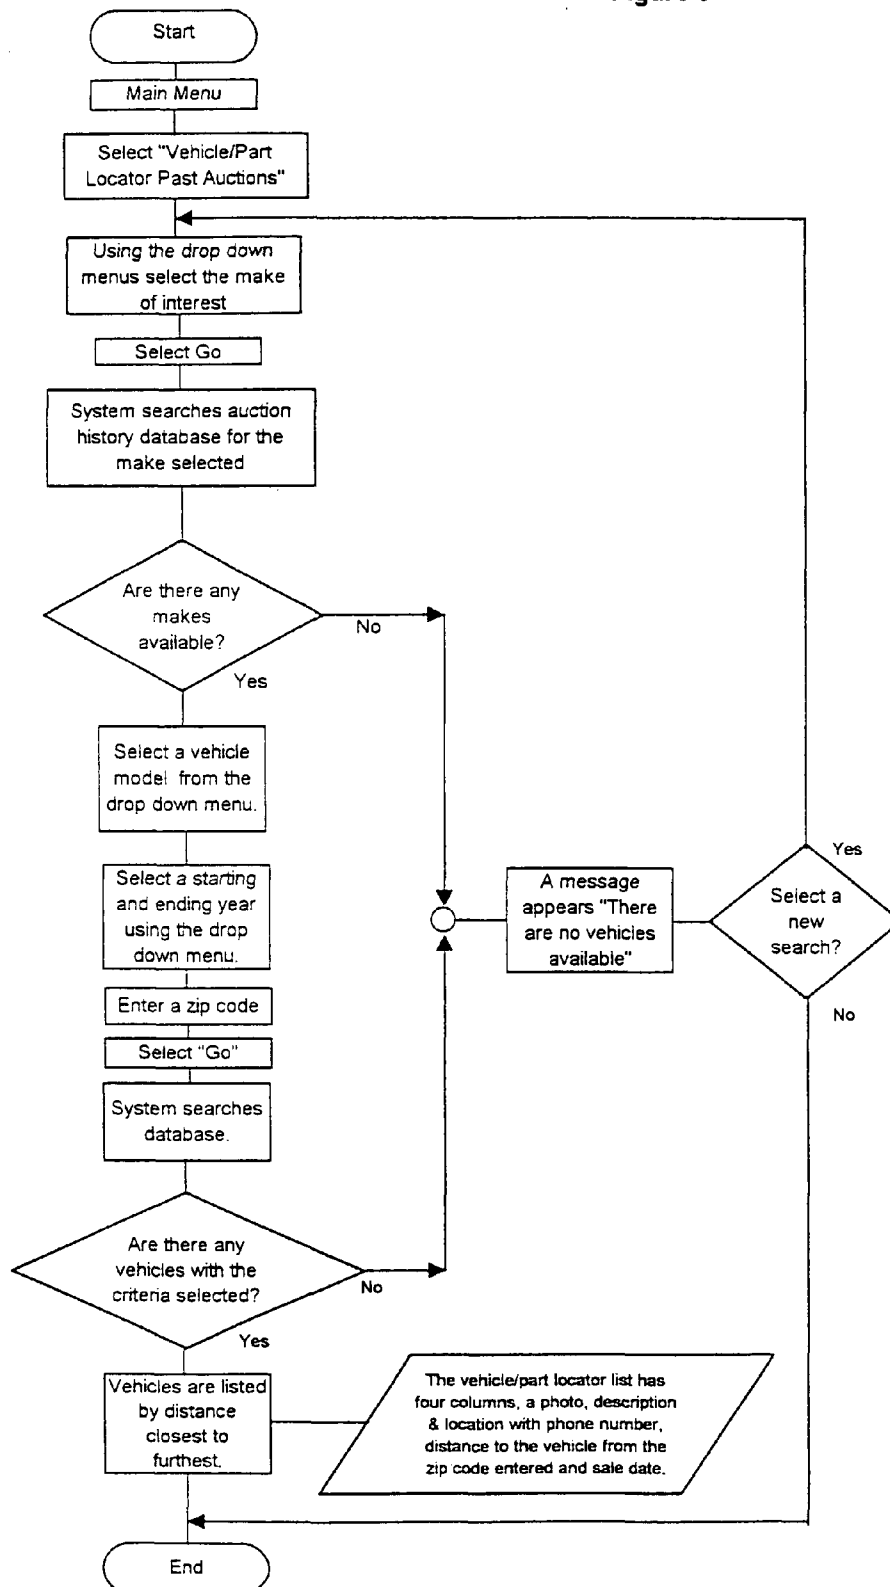 Start
Main Menu
Select "Vehicle/Part
Locator Past Auctions"
Using the drop down
menus select the make
of interest
Select Go
System searches auction
history database for the
make selected
Are there any
makes
available?
No
Yes
Select a vehicle
model from the
drop down menu.
Select a starting
and ending year
using the drop
down menu.
Enter a zip code
Select "Go"
System searches
database.
A message
appears "There
are no vehicles
available"
Select a
new
search?
Yes
No
Are there any
vehicles with the
criteria selected?
No
Yes
Vehicles are listed
by distance
closest to
furthest.
The vehicle/part locator list has
four columns, a photo, description
& location with phone number,
distance to the vehicle from the
zip code entered and sale date.
End